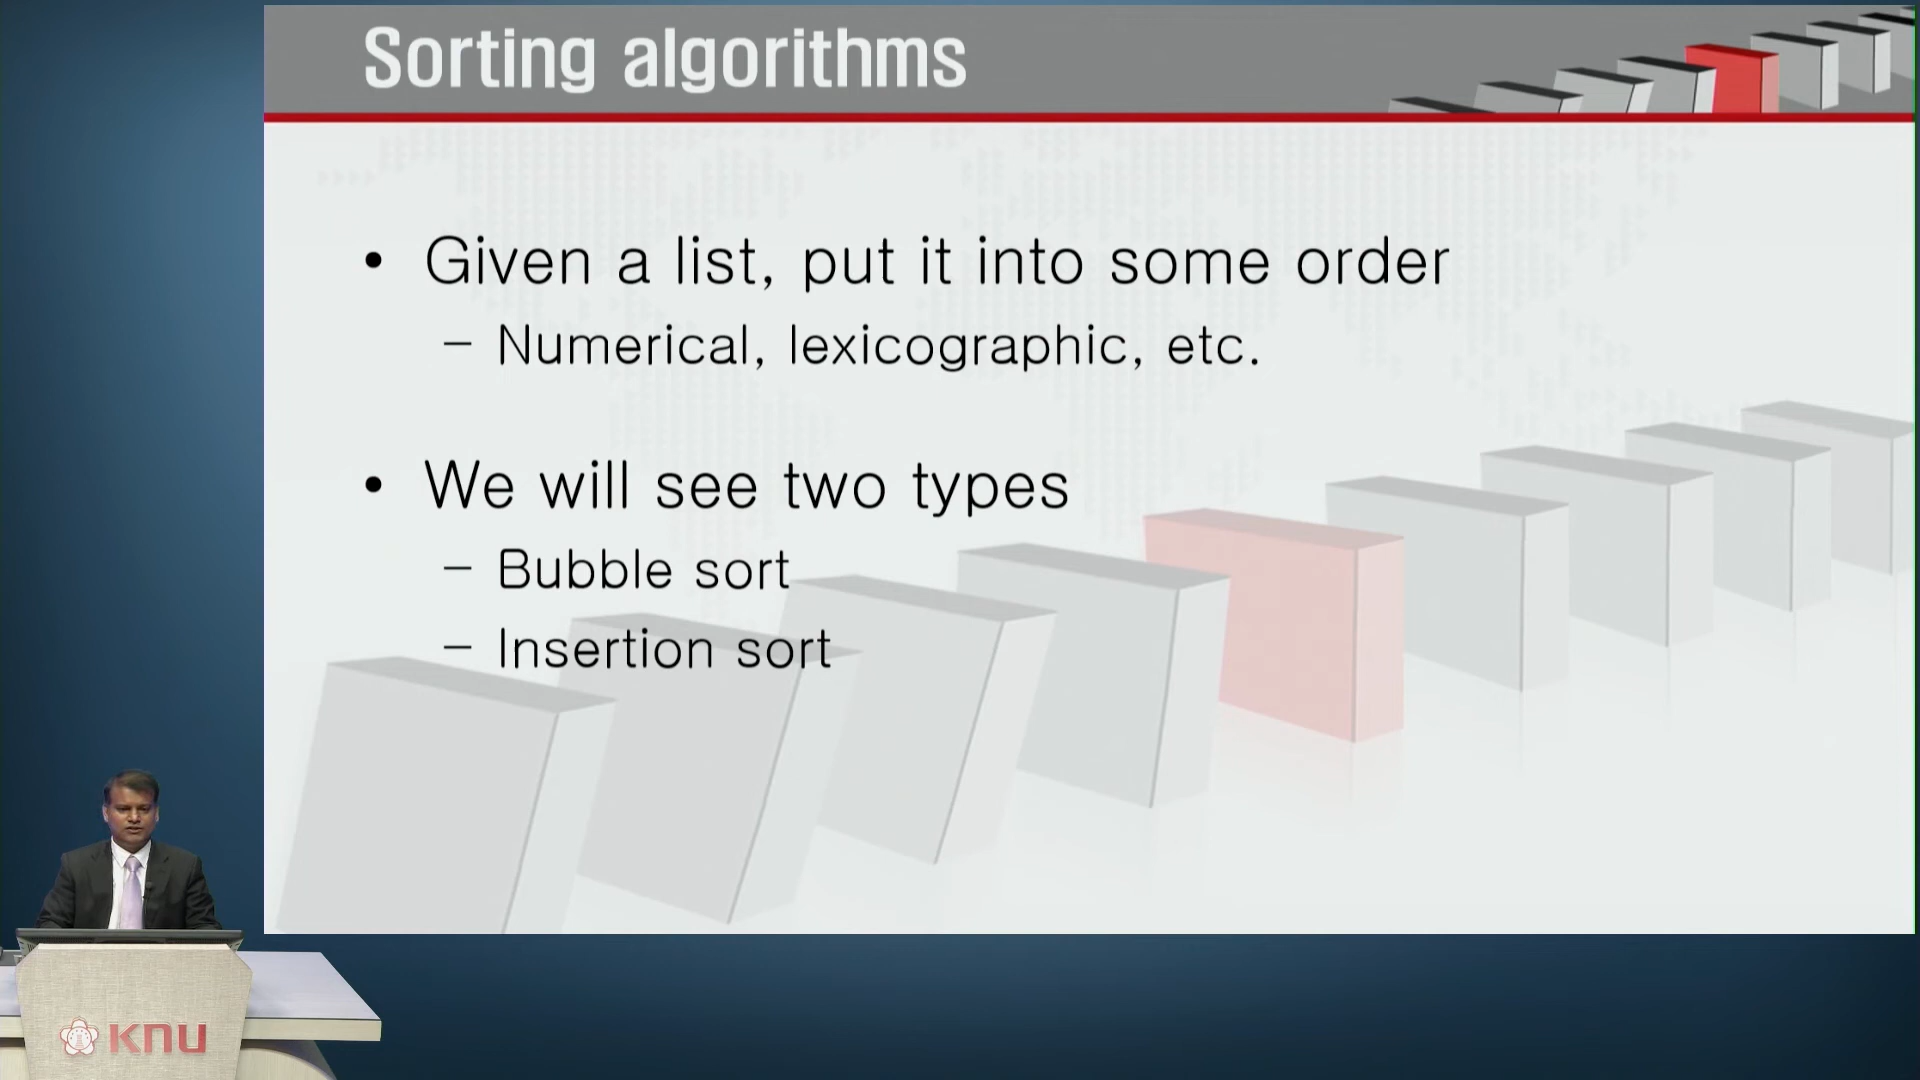 Sorting algorithms
• Given a list, put it into some order
– Numerical, lexicographic, etc.
• We will see two types
– Bubble sort
– Insertion sort
KNU